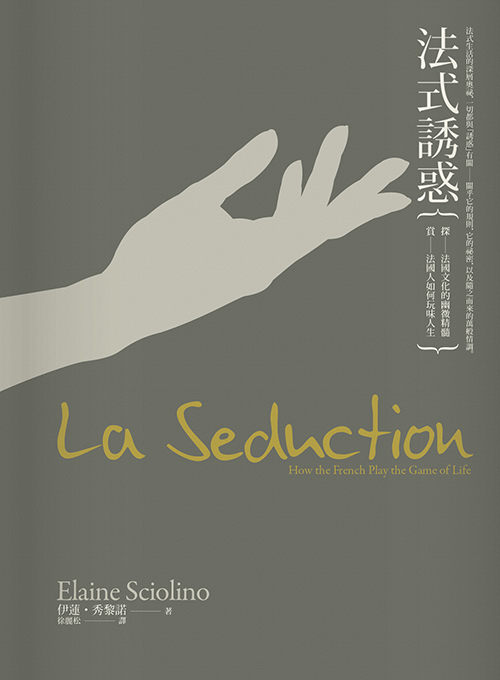 法式生活的深層奧祕，一切都與「誘惑」有關——關乎它的規則、它的祕密，以及隨之而來的萬般情調。
法式誘惑
探——法國文化的幽微精髓
賞——法國人如何玩味人生
La Seduction
How the French Play the Game of Life
Elaine Sciolino
伊蓮・秀黎諾——著
徐麗松——譯